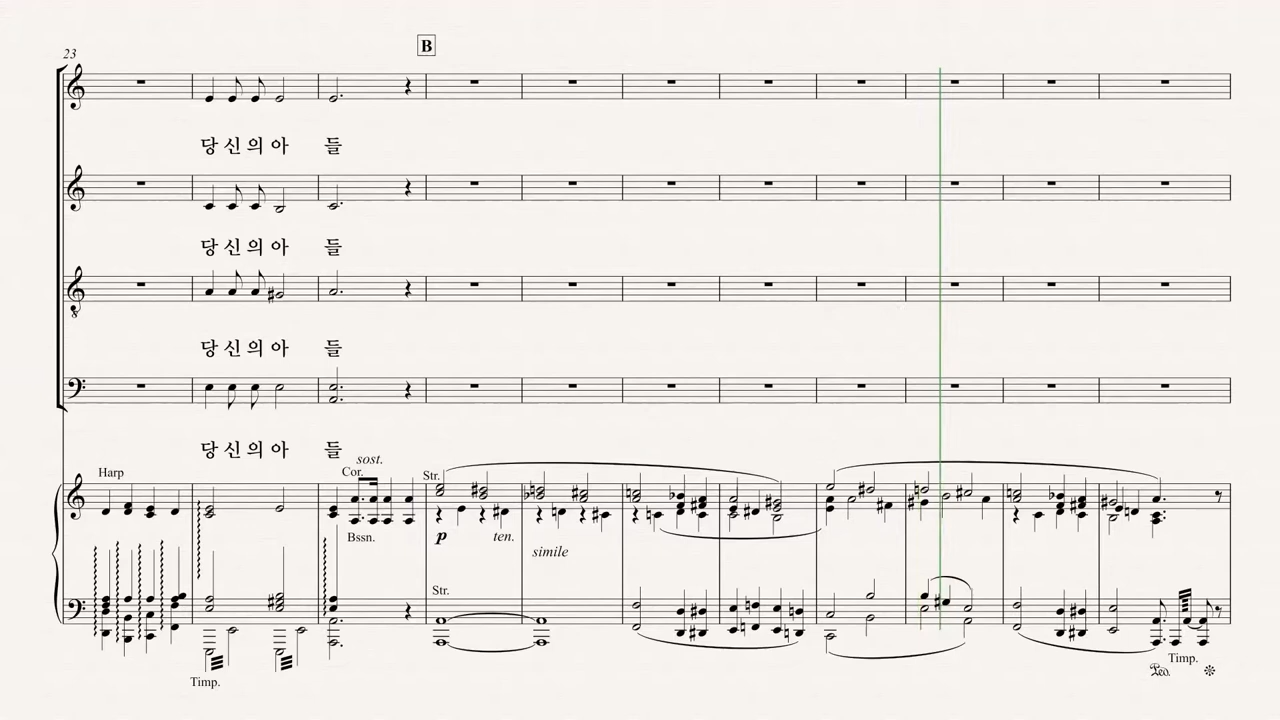 B
23
당신의아 들
당신의아 들
당신의아 들
당신의아 들
sost.
Harp
Cor.
Str.
p
Bssn.
ten.
simile
Str.
Timp.
Timp.
Ped.